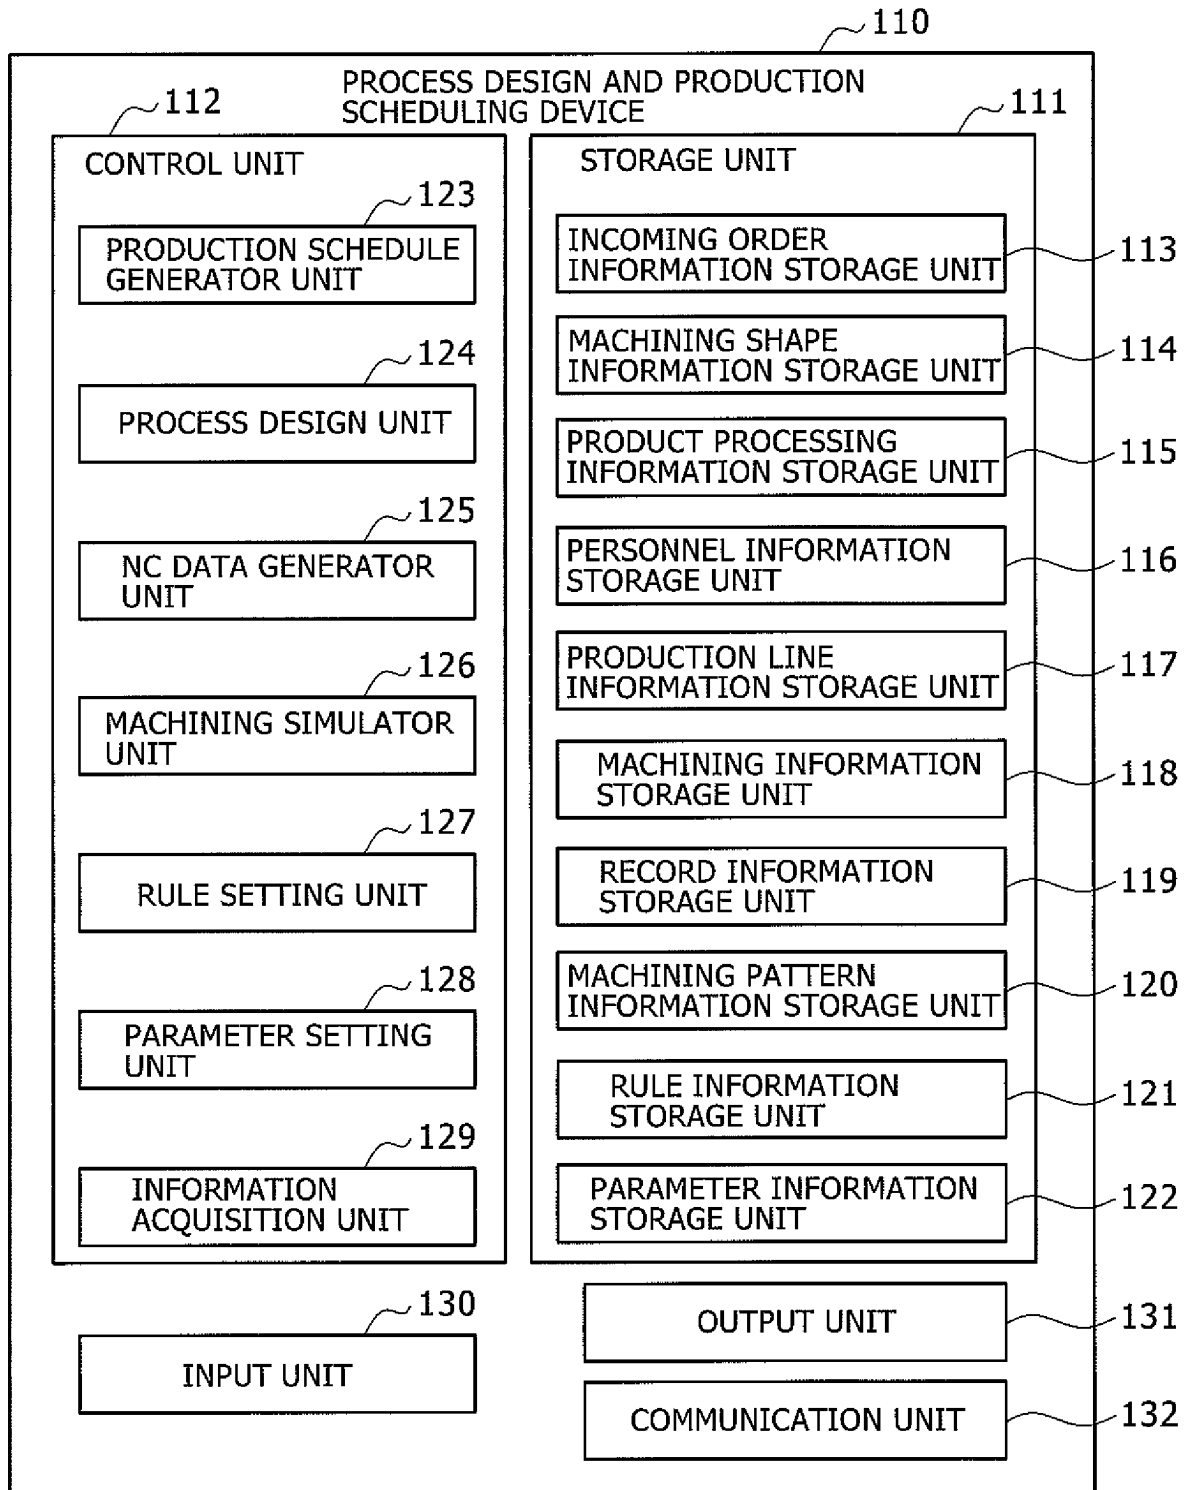 110
PROCESS DESIGN AND PRODUCTION
SCHEDULING DEVICE
112
CONTROL UNIT
123
PRODUCTION SCHEDULE
GENERATOR UNIT
124
PROCESS DESIGN UNIT
125
NC DATA GENERATOR
UNIT
126
MACHINING SIMULATOR
UNIT
127
RULE SETTING UNIT
128
PARAMETER SETTING
UNIT
129
INFORMATION
ACQUISITION UNIT
111
STORAGE UNIT
INCOMING ORDER
INFORMATION STORAGE UNIT
113
MACHINING SHAPE
INFORMATION STORAGE UNIT
114
PRODUCT PROCESSING
INFORMATION STORAGE UNIT
115
PERSONNEL INFORMATION
STORAGE UNIT
116
PRODUCTION LINE
INFORMATION STORAGE UNIT
117
MACHINING INFORMATION
STORAGE UNIT
118
RECORD INFORMATION
STORAGE UNIT
119
MACHINING PATTERN
INFORMATION STORAGE UNIT
120
RULE INFORMATION
STORAGE UNIT
121
PARAMETER INFORMATION
STORAGE UNIT
122
130
INPUT UNIT
OUTPUT UNIT
131
COMMUNICATION UNIT
132